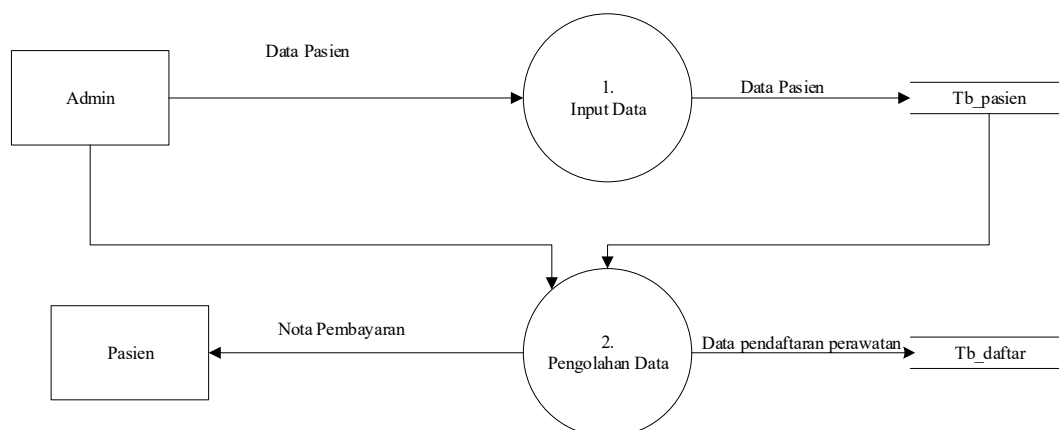 Data Pasien
Admin
1.
Input Data
Data Pasien
Tb_pasien
Pasien
Nota Pembayaran
2.
Pengolahan Data
Data pendaftaran perawatan
Tb_daftar